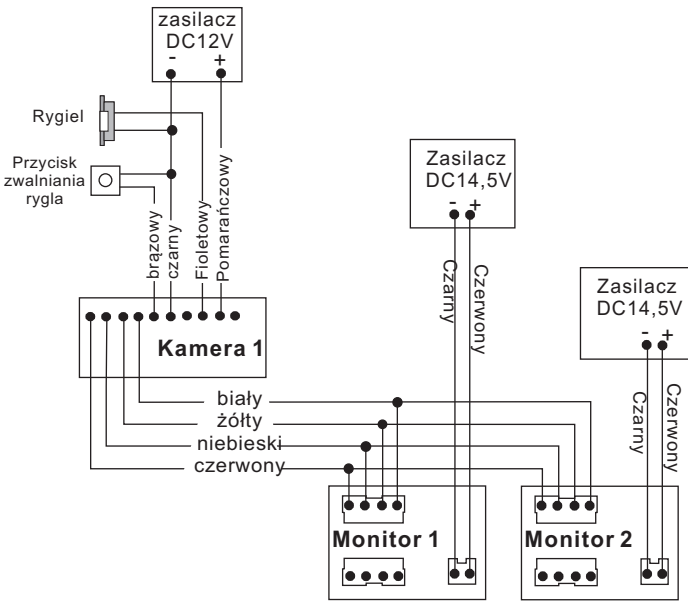 zasilacz
DC12V
- +
Rygiel
Przycisk
zwalniania
rygla
brązowy
czarny
Fioletowy
Pomarańczowy
Kamera 1
Zasilacz
DC14,5V
- +
Czarny
Czerwony
Zasilacz
DC14,5V
- +
Czarny
Czerwony
biały
żółty
niebieski
czerwony
Monitor 1
Monitor 2